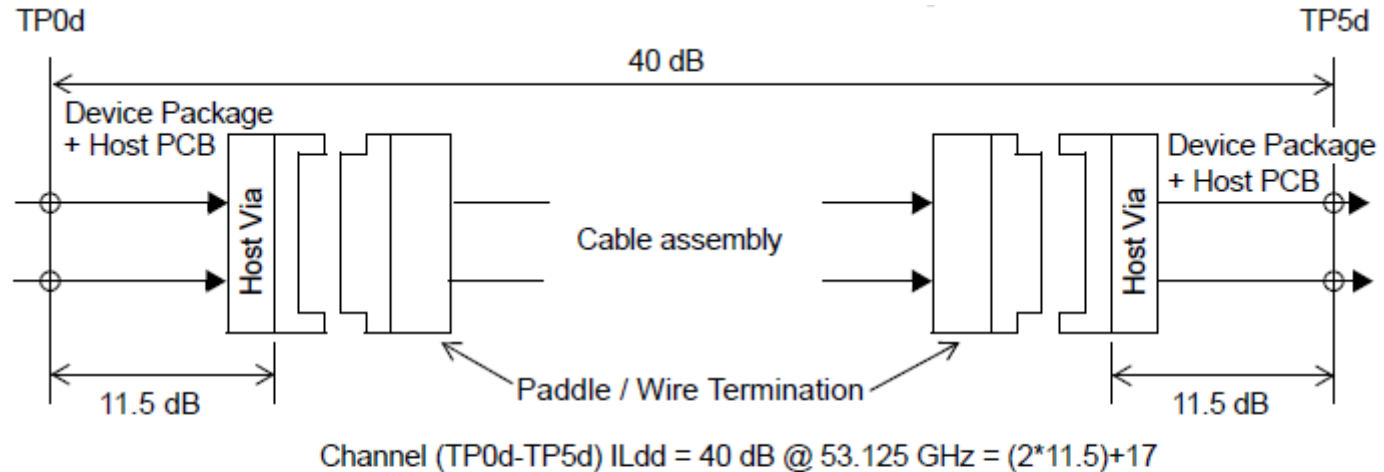 TP0d
TP5d
40 dB
Device Package
+ Host PCB
Device Package
+ Host PCB
Host Via
Cable assembly
Host Via
11.5 dB
Paddle / Wire Termination
11.5 dB
Channel (TP0d-TP5d) ILdd = 40 dB @ 53.125 GHz = (2*11.5)+17